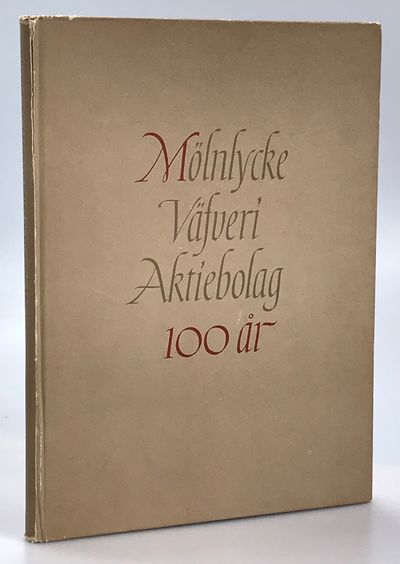 Mölnlycke
Väfveri
Aktiebolag
100 år